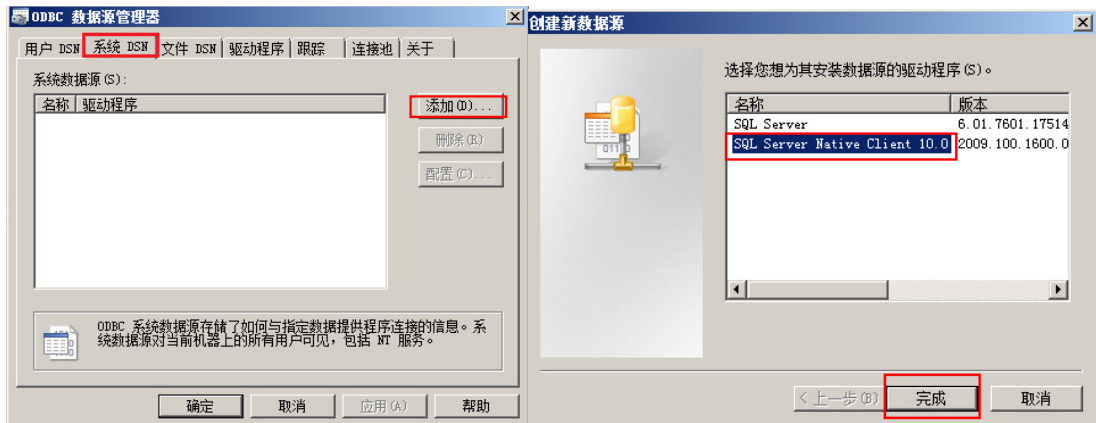 ODBC 数据源管理器
用户 DSN 系统 DSN 文件 DSN 驱动程序 跟踪 连接池 关于
系统数据源(S):
名称 驱动程序
添加(D)...
删除(R)
配置(C)...
ODBC 系统数据源存储了如何与指定数据提供程序连接的信息。系
统数据源对当前机器上的所有用户可见，包括 NT 服务。
确定 取消 应用(A) 帮助
创建新数据源
选择您想为其安装数据源的驱动程序(S)。
名称 版本
SQL Server 6.01.7601.17514
SQL Server Native Client 10.0 2009.100.1600.0
<上一步(B) 完成 取消